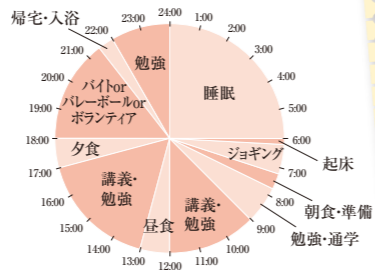 帰宅・入浴
22:00
23:00
24:00
1:00
2:00
3:00
4:00
5:00
6:00
7:00
8:00
9:00
10:00
11:00
12:00
13:00
14:00
15:00
16:00
17:00
18:00
19:00
20:00
21:00
勉強
睡眠
バイトor
バレーボールor
ボランティア
夕食
ジョギング
起床
朝食・準備
勉強・通学
講義・
勉強
昼食
講義・
勉強